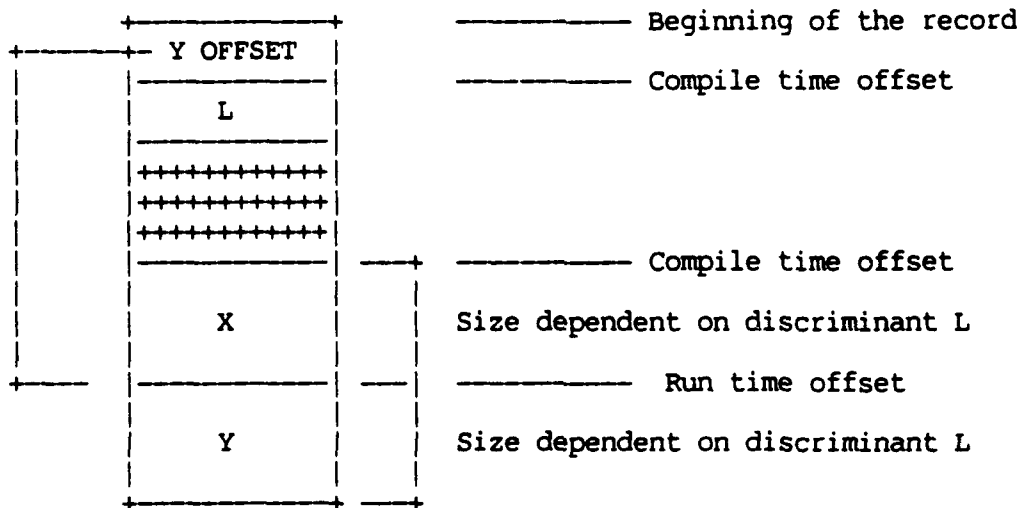 Beginning of the record
Y OFFSET
Compile time offset
L
+++++++++++++
+++++++++++++
+++++++++++++
Compile time offset
X Size dependent on discriminant L
Run time offset
Y Size dependent on discriminant L